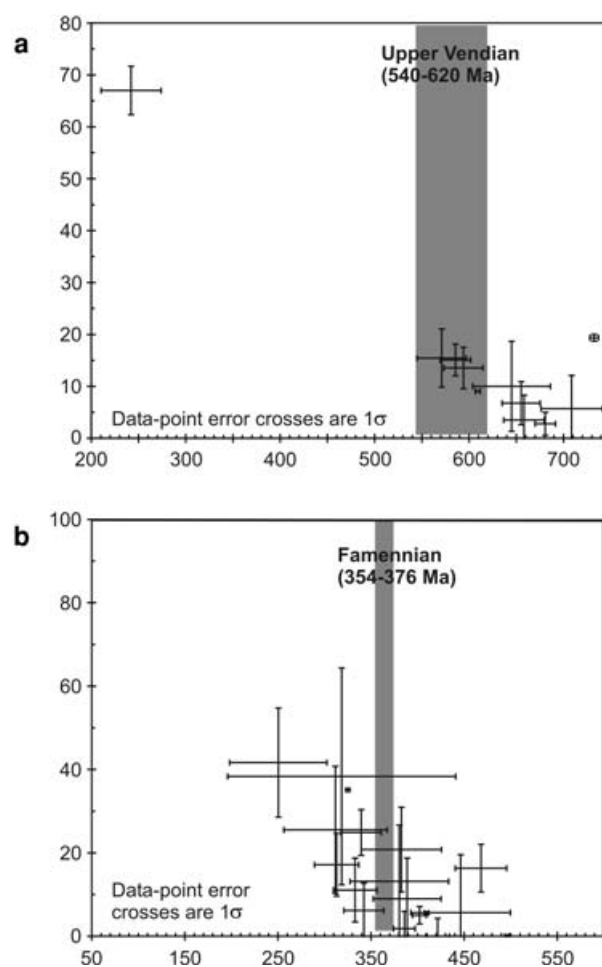 a
80
Upper Vendian
(540-620 Ma)
70
60
50
40
30
20
10
Data-point error crosses are 1σ
0
200 300 400 500 600 700
b
100
Famennian
(354-376 Ma)
80
60
40
20
Data-point error
crosses are 1σ
0
50 150 250 350 450 550